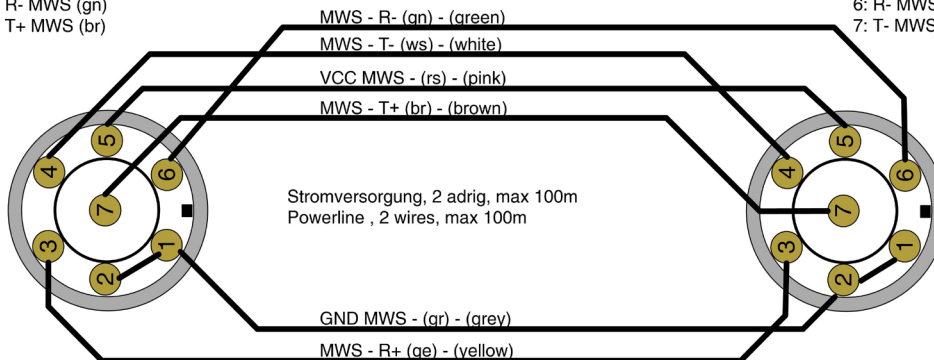 R- MWS (gn)
T+ MWS (br)
6: R- MWS
7: T- MWS
MWS - R- (gn) - (green)
MWS - T- (ws) - (white)
VCC MWS - (rs) - (pink)
MWS - T+ (br) - (brown)
5
4
6
7
3
1
2
Stromversorgung, 2 adrig, max 100m
Powerline , 2 wires, max 100m
5
4
6
7
3
1
2
GND MWS - (gr) - (grey)
MWS - R+ (ge) - (yellow)